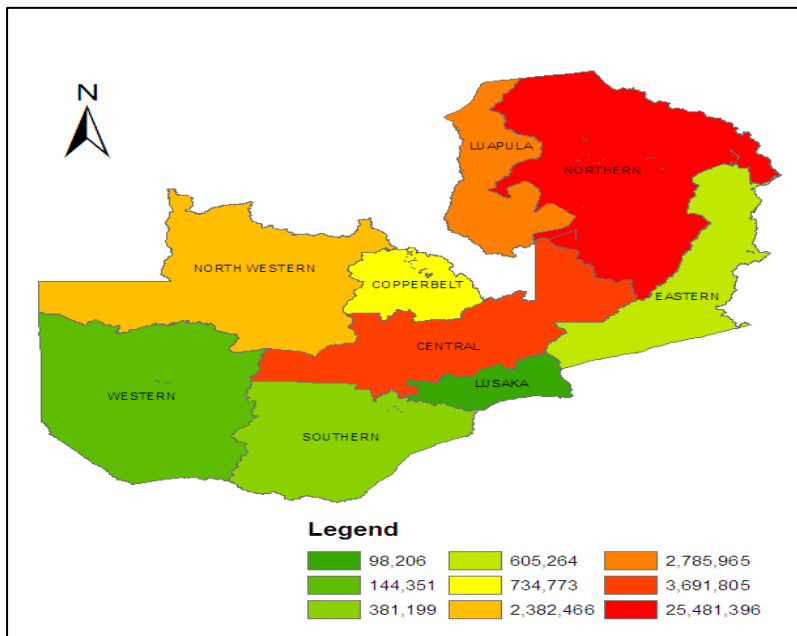 N
LUAPULA
NORTHERN
NORTH WESTERN
COPPERBELT
EASTERN
CENTRAL
LUSAKA
WESTERN
SOUTHERN
Legend
98,206 605,264 2,785,965
144,351 734,773 3,691,805
381,199 2,382,466 25,481,396